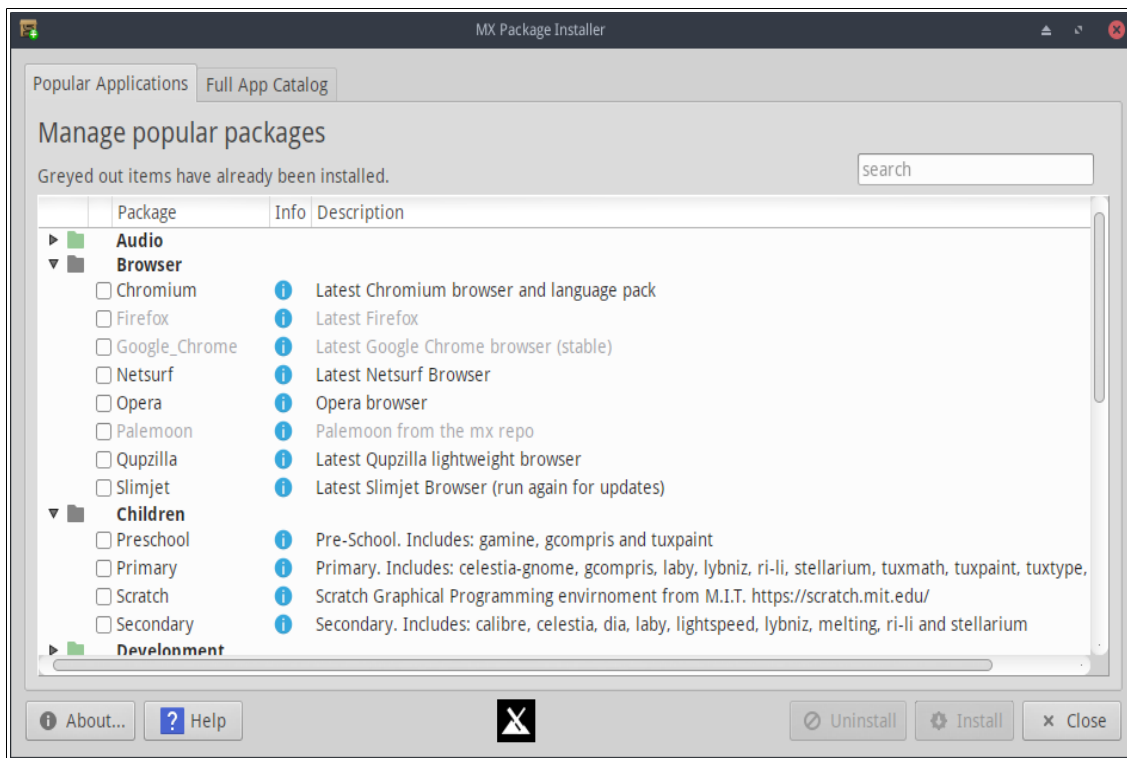 MX Package Installer
Popular Applications Full App Catalog
Manage popular packages
Greyed out items have already been installed.
search
Package Info Description
Audio
Browser
Chromium Latest Chromium browser and language pack
Firefox Latest Firefox
Google_Chrome Latest Google Chrome browser (stable)
Netsurf Latest Netsurf Browser
Opera Opera browser
Palemoon Palemoon from the mx repo
Qupzilla Latest Qupzilla lightweight browser
Slimjet Latest Slimjet Browser (run again for updates)
Children
Preschool Pre-School. Includes: gamine, gcompris and tuxpaint
Primary Primary. Includes: celestia-gnome, gcompris, laby, lybniz, ri-li, stellarium, tuxmath, tuxpaint, tuxtype,
Scratch Scratch Graphical Programming envirnoment from M.I.T. https://scratch.mit.edu/
Secondary Secondary. Includes: calibre, celestia, dia, laby, lightspeed, lybniz, melting, ri-li and stellarium
Development
About... ? Help Uninstall Install Close